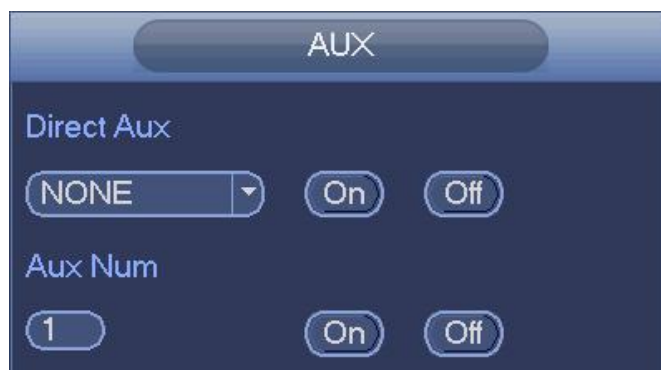 AUX
Direct Aux
NONE On Off
Aux Num
1 On Off